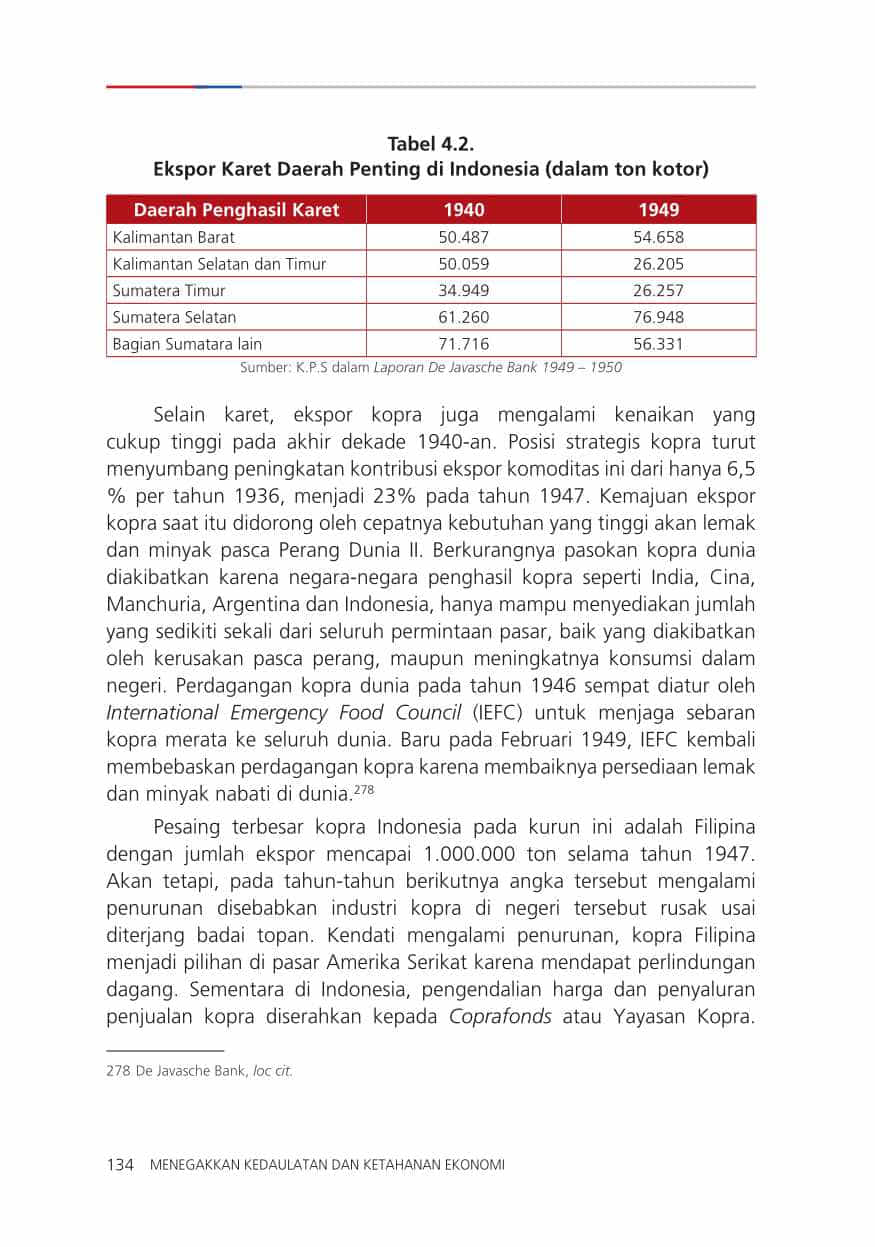 Tabel 4.2.
Ekspor Karet Daerah Penting di Indonesia (dalam ton kotor)
Daerah Penghasil Karet 1940 1949
Kalimantan Barat 50.487 54.658
Kalimantan Selatan dan Timur 50.059 26.205
Sumatera Timur 34.949 26.257
Sumatera Selatan 61.260 76.948
Bagian Sumatara lain 71.716 56.331
Sumber: K.P.S dalam Laporan De Javasche Bank 1949 – 1950
Selain karet, ekspor kopra juga mengalami kenaikan yang
cukup tinggi pada akhir dekade 1940-an. Posisi strategis kopra turut
menyumbang peningkatan kontribusi ekspor komoditas ini dari hanya 6,5
% per tahun 1936, menjadi 23% pada tahun 1947. Kemajuan ekspor
kopra saat itu didorong oleh cepatnya kebutuhan yang tinggi akan lemak
dan minyak pasca Perang Dunia II. Berkurangnya pasokan kopra dunia
diakibatkan karena negara-negara penghasil kopra seperti India, Cina,
Manchuria, Argentina dan Indonesia, hanya mampu menyediakan jumlah
yang sedikiti sekali dari seluruh permintaan pasar, baik yang diakibatkan
oleh kerusakan pasca perang, maupun meningkatnya konsumsi dalam
negeri. Perdagangan kopra dunia pada tahun 1946 sempat diatur oleh
International Emergency Food Council (IEFC) untuk menjaga sebaran
kopra merata ke seluruh dunia. Baru pada Februari 1949, IEFC kembali
membebaskan perdagangan kopra karena membaiknya persediaan lemak
dan minyak nabati di dunia.278
Pesaing terbesar kopra Indonesia pada kurun ini adalah Filipina
dengan jumlah ekspor mencapai 1.000.000 ton selama tahun 1947.
Akan tetapi, pada tahun-tahun berikutnya angka tersebut mengalami
penurunan disebabkan industri kopra di negeri tersebut rusak usai
diterjang badai topan. Kendati mengalami penurunan, kopra Filipina
menjadi pilihan di pasar Amerika Serikat karena mendapat perlindungan
dagang. Sementara di Indonesia, pengendalian harga dan penyaluran
penjualan kopra diserahkan kepada Coprafonds atau Yayasan Kopra.
278 De Javasche Bank, loc cit.
134 MENEGAKKAN KEDAULATAN DAN KETAHANAN EKONOMI